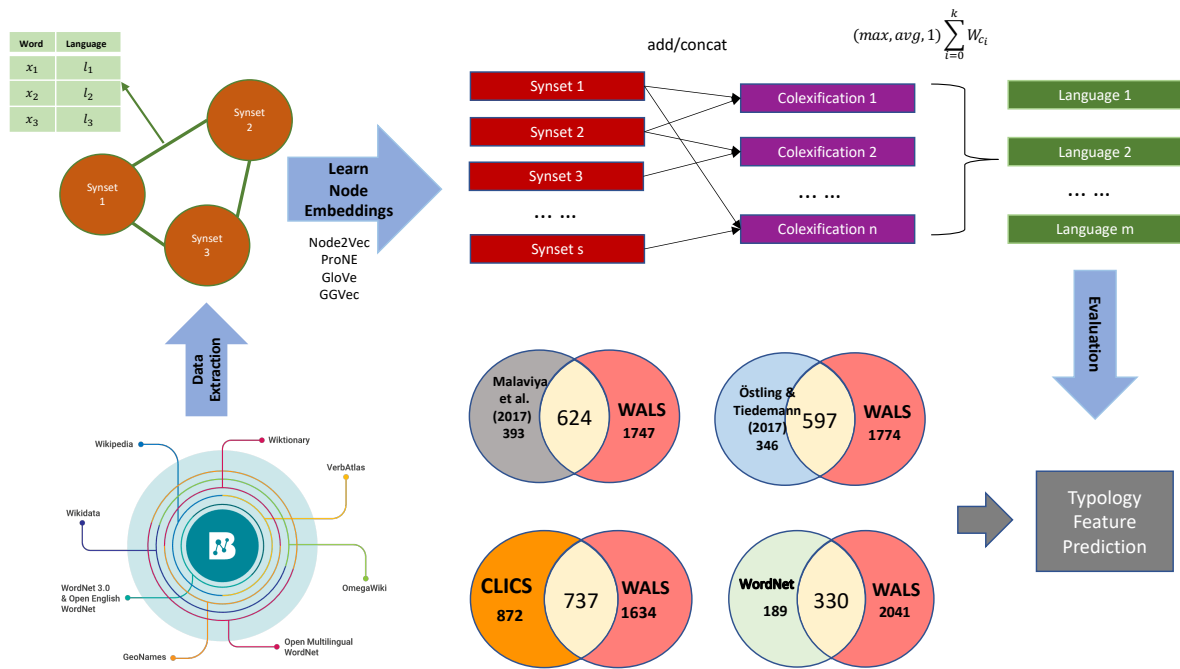 Word Language
x₁ l₁
x₂ l₂
x₃ l₃
Synset
2
Synset
1
Synset
3
Learn
Node
Embeddings
Node2Vec
ProNE
GloVe
GGVec
add/concat
(max, avg, 1) ∑ᵢ₌₀ᵏ W_{cᵢ}
Synset 1
Synset 2
Synset 3
... ...
Synset s
Colexification 1
Colexification 2
... ...
Colexification n
Language 1
Language 2
... ...
Language m
Data
Extraction
Evaluation
Wikipedia
Wiktionary
VerbAtlas
Wikidata
OmegaWiki
WordNet 3.0
& Open English
WordNet
GeoNames
Open Multilingual
WordNet
B
Malaviya
et al.
(2017)
393
624
WALS
1747
Östling &
Tiedemann
(2017)
346
597
WALS
1774
CLICS
872
737
WALS
1634
WordNet
189
330
WALS
2041
Typology
Feature
Prediction